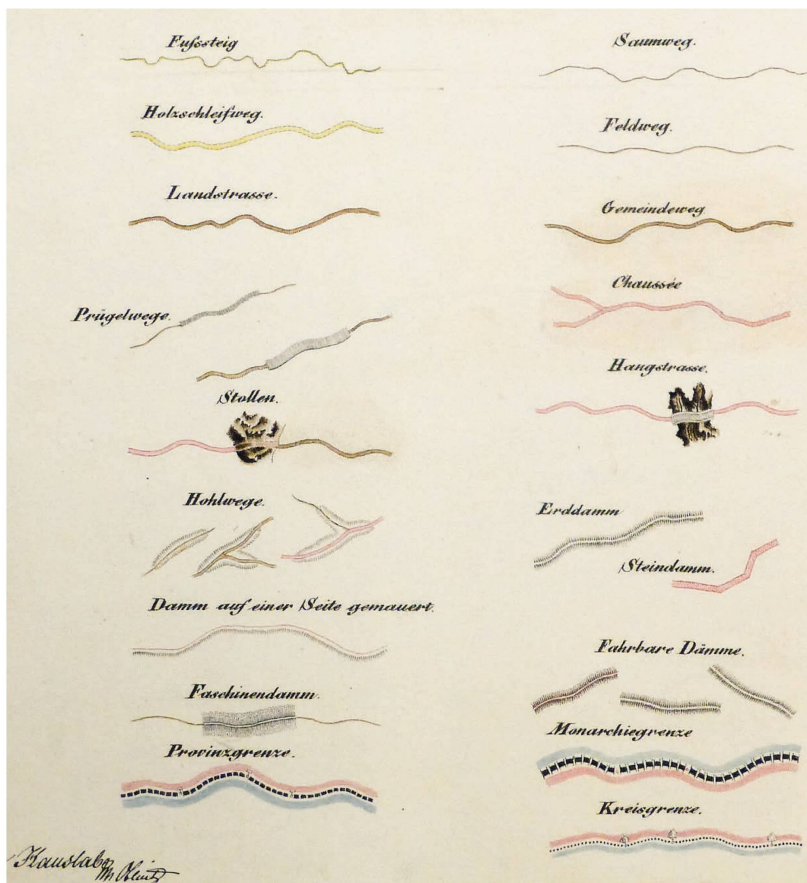 Fußsteig
Saumweg.
Holzschleifweg.
Feldweg.
Landstrasse.
Gemeindeweg
Chaussée
Prügelwege.
Hangstrasse.
Stollen.
Hohlwege.
Erddamm
Steindamm.
Damm auf einer Seite gemauert.
Fahrbare Dämme.
Faschinendamm.
Monarchiegrenze
Provinzgrenze.
Kreisgrenze.